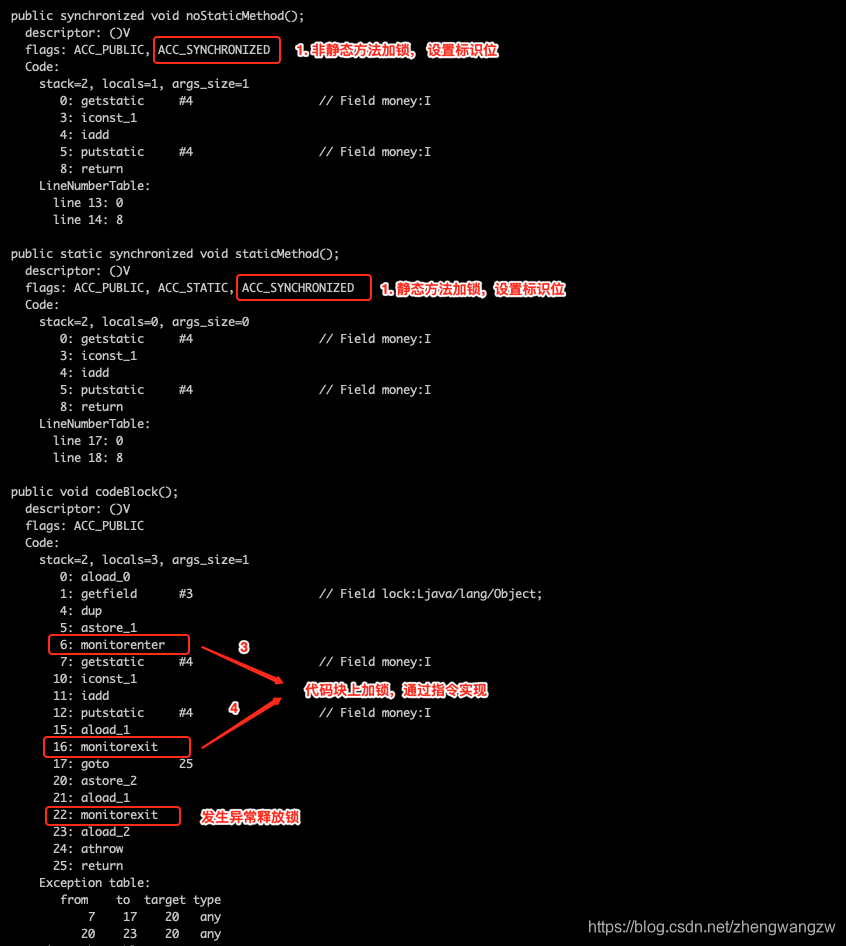 public synchronized void noStaticMethod();
descriptor: ()V
flags: ACC_PUBLIC, ACC_SYNCHRONIZED 1. 非静态方法加锁， 设置标识位
Code:
stack=2, locals=1, args_size=1
0: getstatic #4 // Field money:I
3: iconst_1
4: iadd
5: putstatic #4 // Field money:I
8: return
LineNumberTable:
line 13: 0
line 14: 8
public static synchronized void staticMethod();
descriptor: ()V
flags: ACC_PUBLIC, ACC_STATIC, ACC_SYNCHRONIZED 1. 静态方法加锁，设置标识位
Code:
stack=2, locals=0, args_size=0
0: getstatic #4 // Field money:I
3: iconst_1
4: iadd
5: putstatic #4 // Field money:I
8: return
LineNumberTable:
line 17: 0
line 18: 8
public void codeBlock();
descriptor: ()V
flags: ACC_PUBLIC
Code:
stack=2, locals=3, args_size=1
0: aload_0
1: getfield #3 // Field lock:Ljava/lang/Object;
4: dup
5: astore_1
6: monitorenter 3
7: getstatic #4 // Field money:I
10: iconst_1
11: iadd 代码块上加锁，通过指令实现
12: putstatic #4 // Field money:I
4
15: aload_1
16: monitorexit
17: goto 25
20: astore_2
21: aload_1
22: monitorexit 发生异常释放锁
23: aload_2
24: athrow
25: return
Exception table:
from to target type
7 17 20 any
20 23 20 any
https://blog.csdn.net/zhengwangzw